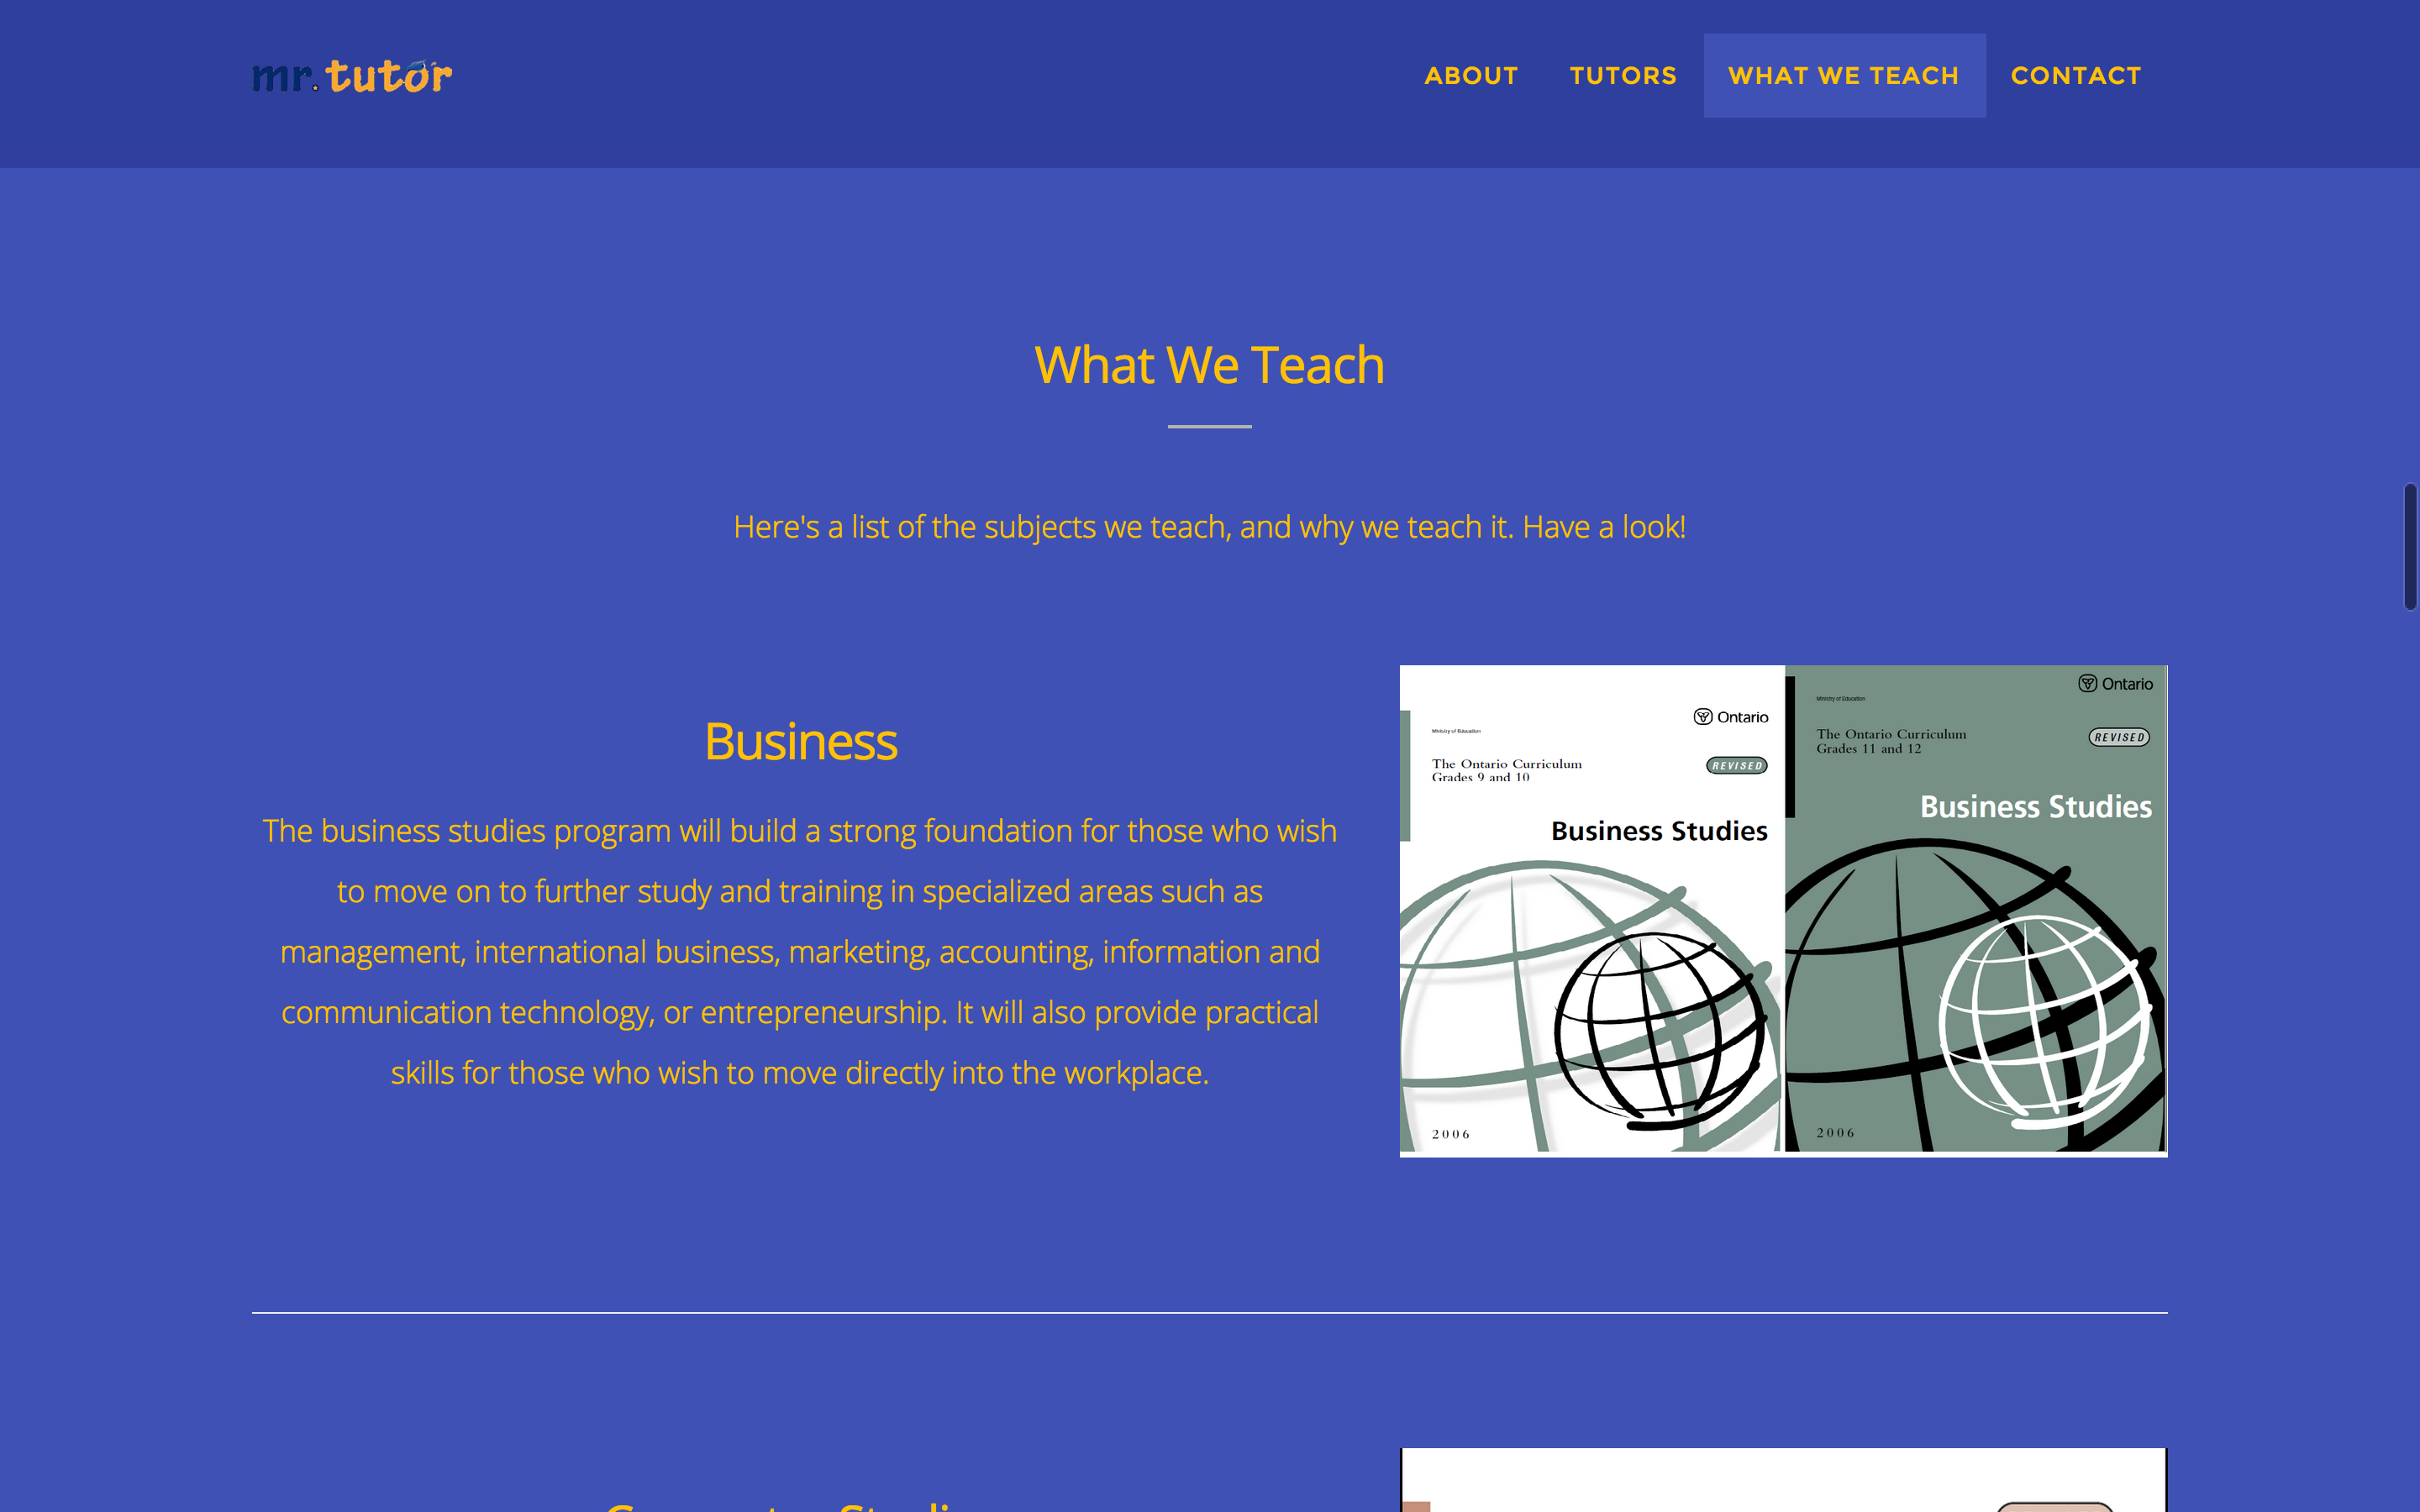 mr. tutor
ABOUT TUTORS WHAT WE TEACH CONTACT
What We Teach
Here's a list of the subjects we teach, and why we teach it. Have a look!
Business
The business studies program will build a strong foundation for those who wish
to move on to further study and training in specialized areas such as
management, international business, marketing, accounting, information and
communication technology, or entrepreneurship. It will also provide practical
skills for those who wish to move directly into the workplace.
Ontario
Ministry of Education
The Ontario Curriculum
Grades 9 and 10
REVISED
Business Studies
2006
Ontario
Ministry of Education
The Ontario Curriculum
Grades 11 and 12
REVISED
Business Studies
2006